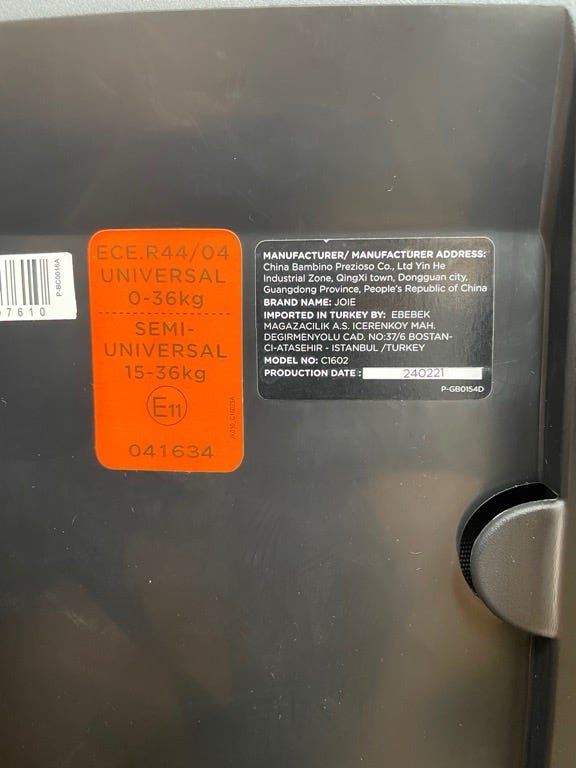 ECE.R44/04
UNIVERSAL
0-36kg
SEMI-
UNIVERSAL
15-36kg
E11
041634
P-BC0016A
7610
MANUFACTURER/ MANUFACTURER ADDRESS:
China Bambino Prezioso Co., Ltd Yin He
Industrial Zone, QingXi town, Dongguan city,
Guangdong Province, People's Republic of China
BRAND NAME: JOIE
IMPORTED IN TURKEY BY: EBEBEK
MAGAZACILIK A.S. ICERENKOY MAH.
DEGIRMENYOLU CAD. NO:37/6 BOSTAN-
CI-ATASEHIR - ISTANBUL /TURKEY
MODEL NO: C1602
PRODUCTION DATE : 240221
P-GB0154D